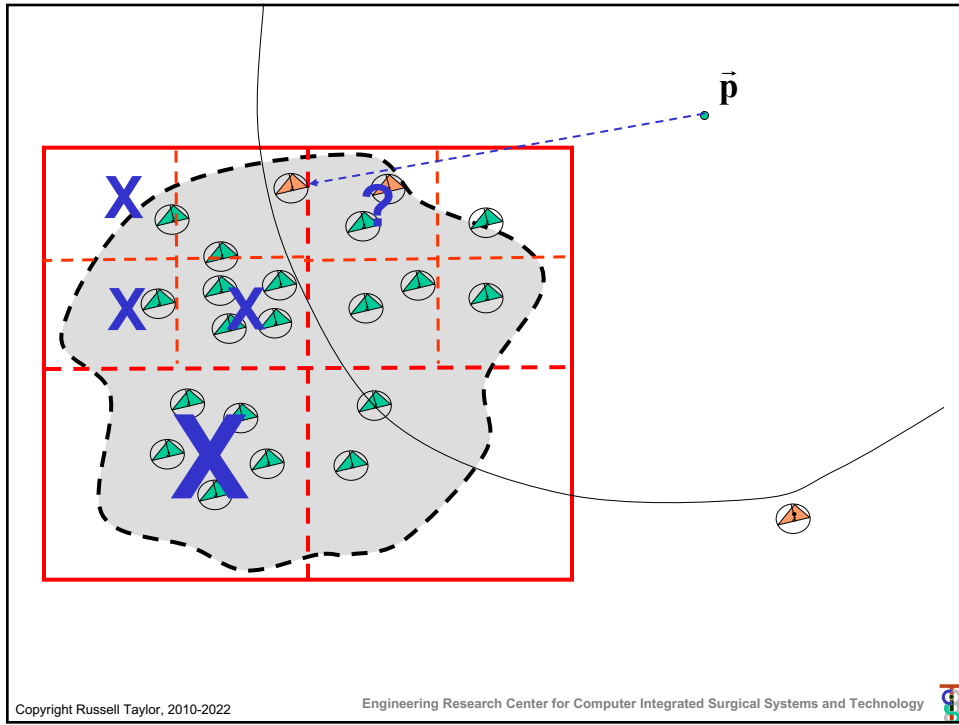 p⃗
X
?
X
X
X
Copyright Russell Taylor, 2010-2022
Engineering Research Center for Computer Integrated Surgical Systems and Technology